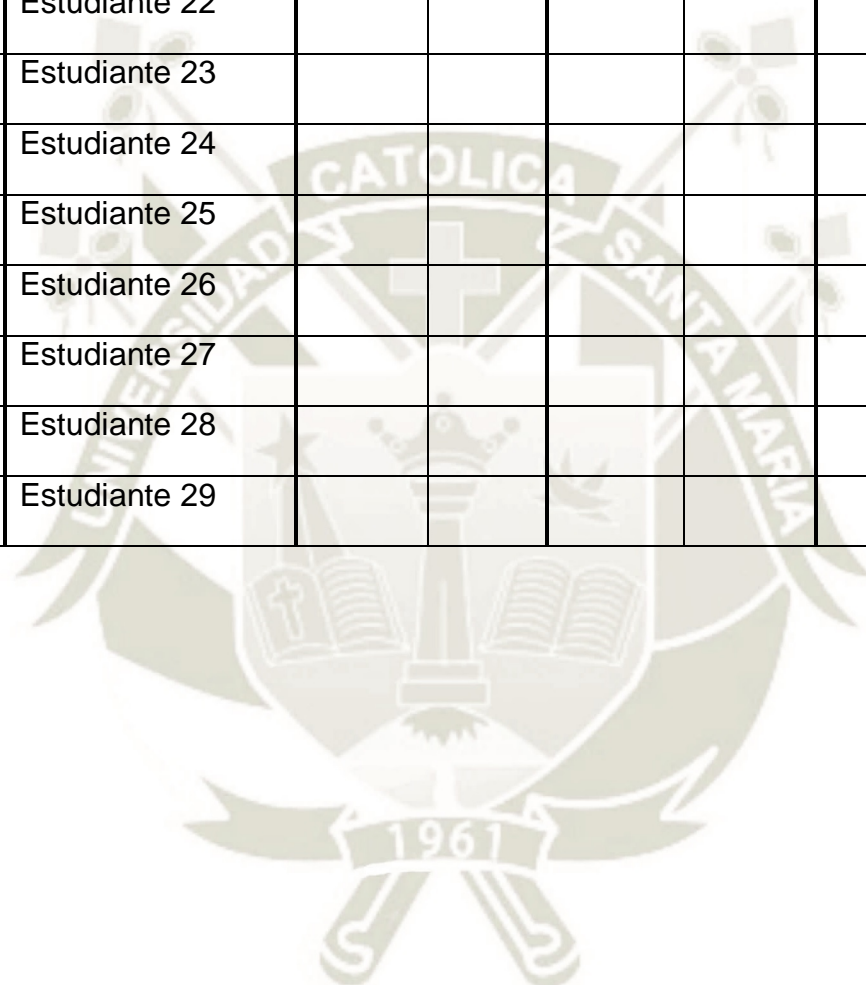 Estudiante 22
Estudiante 23
Estudiante 24
Estudiante 25
Estudiante 26
Estudiante 27
Estudiante 28
Estudiante 29
UNIVERSIDAD CATOLICA SANTA MARIA
1961